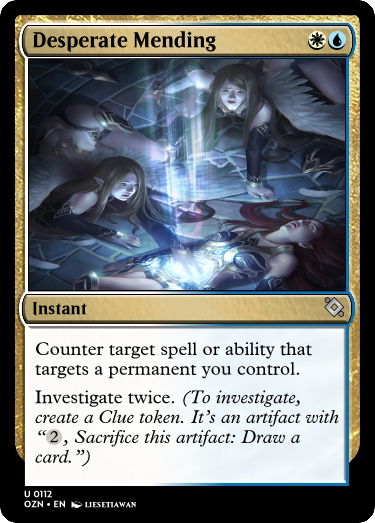 Desperate Mending
Instant
Counter target spell or ability that
targets a permanent you control.
Investigate twice. (To investigate,
create a Clue token. It's an artifact with
“2, Sacrifice this artifact: Draw a
card.”)
U 0112
OZN • EN LIESETIAWAN